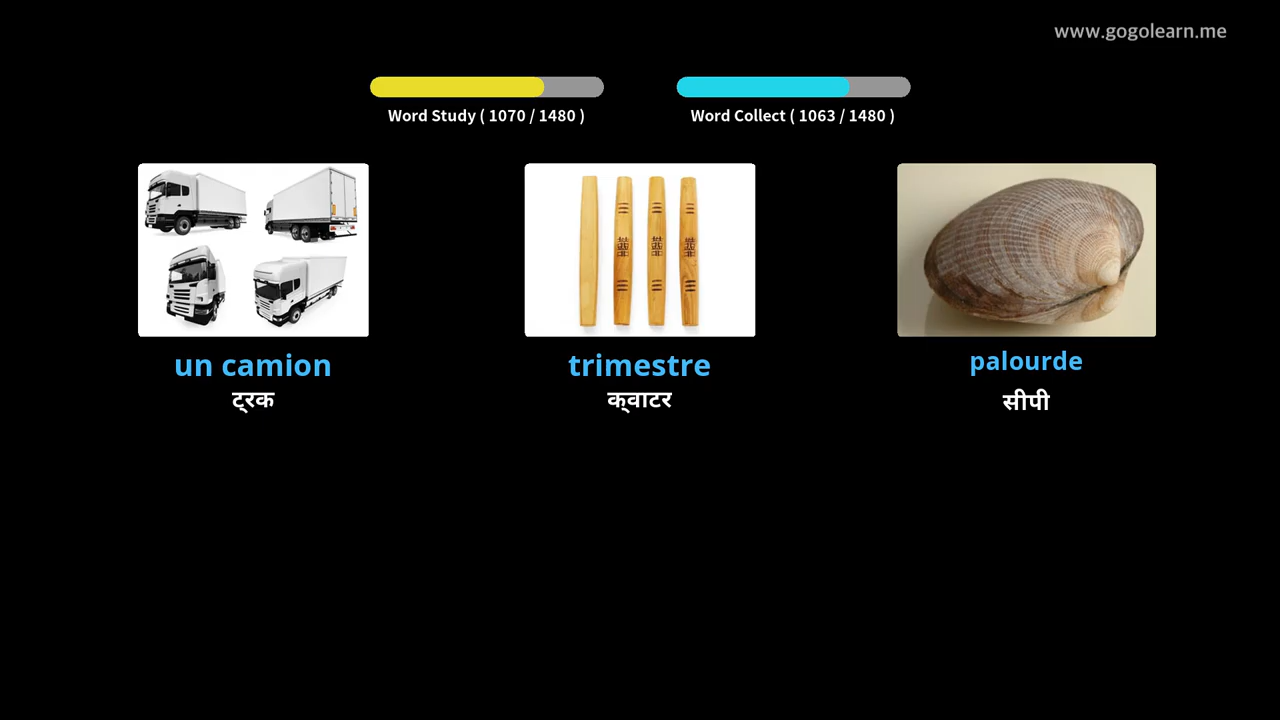 www.gogolearn.me
Word Study ( 1070 / 1480 )
Word Collect ( 1063 / 1480 )
un camion
ट्रक
trimestre
क्वाटर
palourde
सीपी